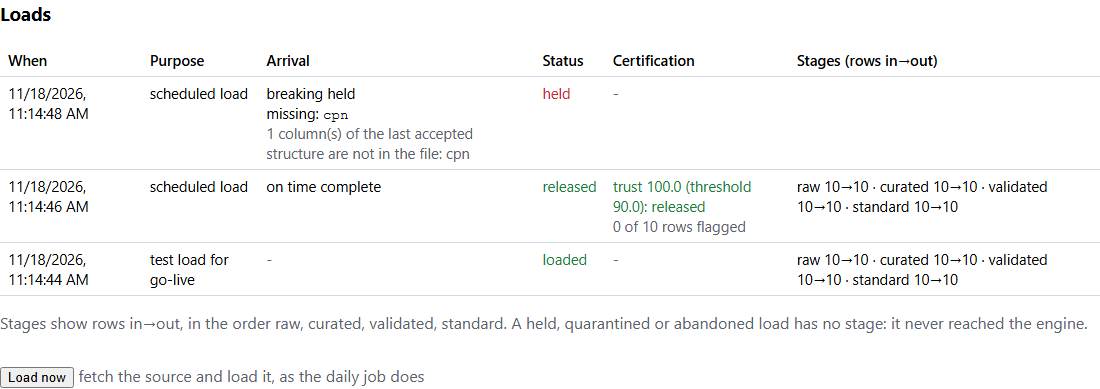 Loads
When Purpose Arrival Status Certification Stages (rows in→out)
11/18/2026, 11:14:48 AM scheduled load breaking held held -
missing: cpn
1 column(s) of the last accepted
structure are not in the file: cpn
11/18/2026, 11:14:46 AM scheduled load on time complete released trust 100.0 (threshold 90.0): released raw 10→10 · curated 10→10 · validated 10→10 · standard 10→10
0 of 10 rows flagged
11/18/2026, 11:14:44 AM test load for go-live - loaded - raw 10→10 · curated 10→10 · validated 10→10 · standard 10→10
Stages show rows in→out, in the order raw, curated, validated, standard. A held, quarantined or abandoned load has no stage: it never reached the engine.
Load now fetch the source and load it, as the daily job does